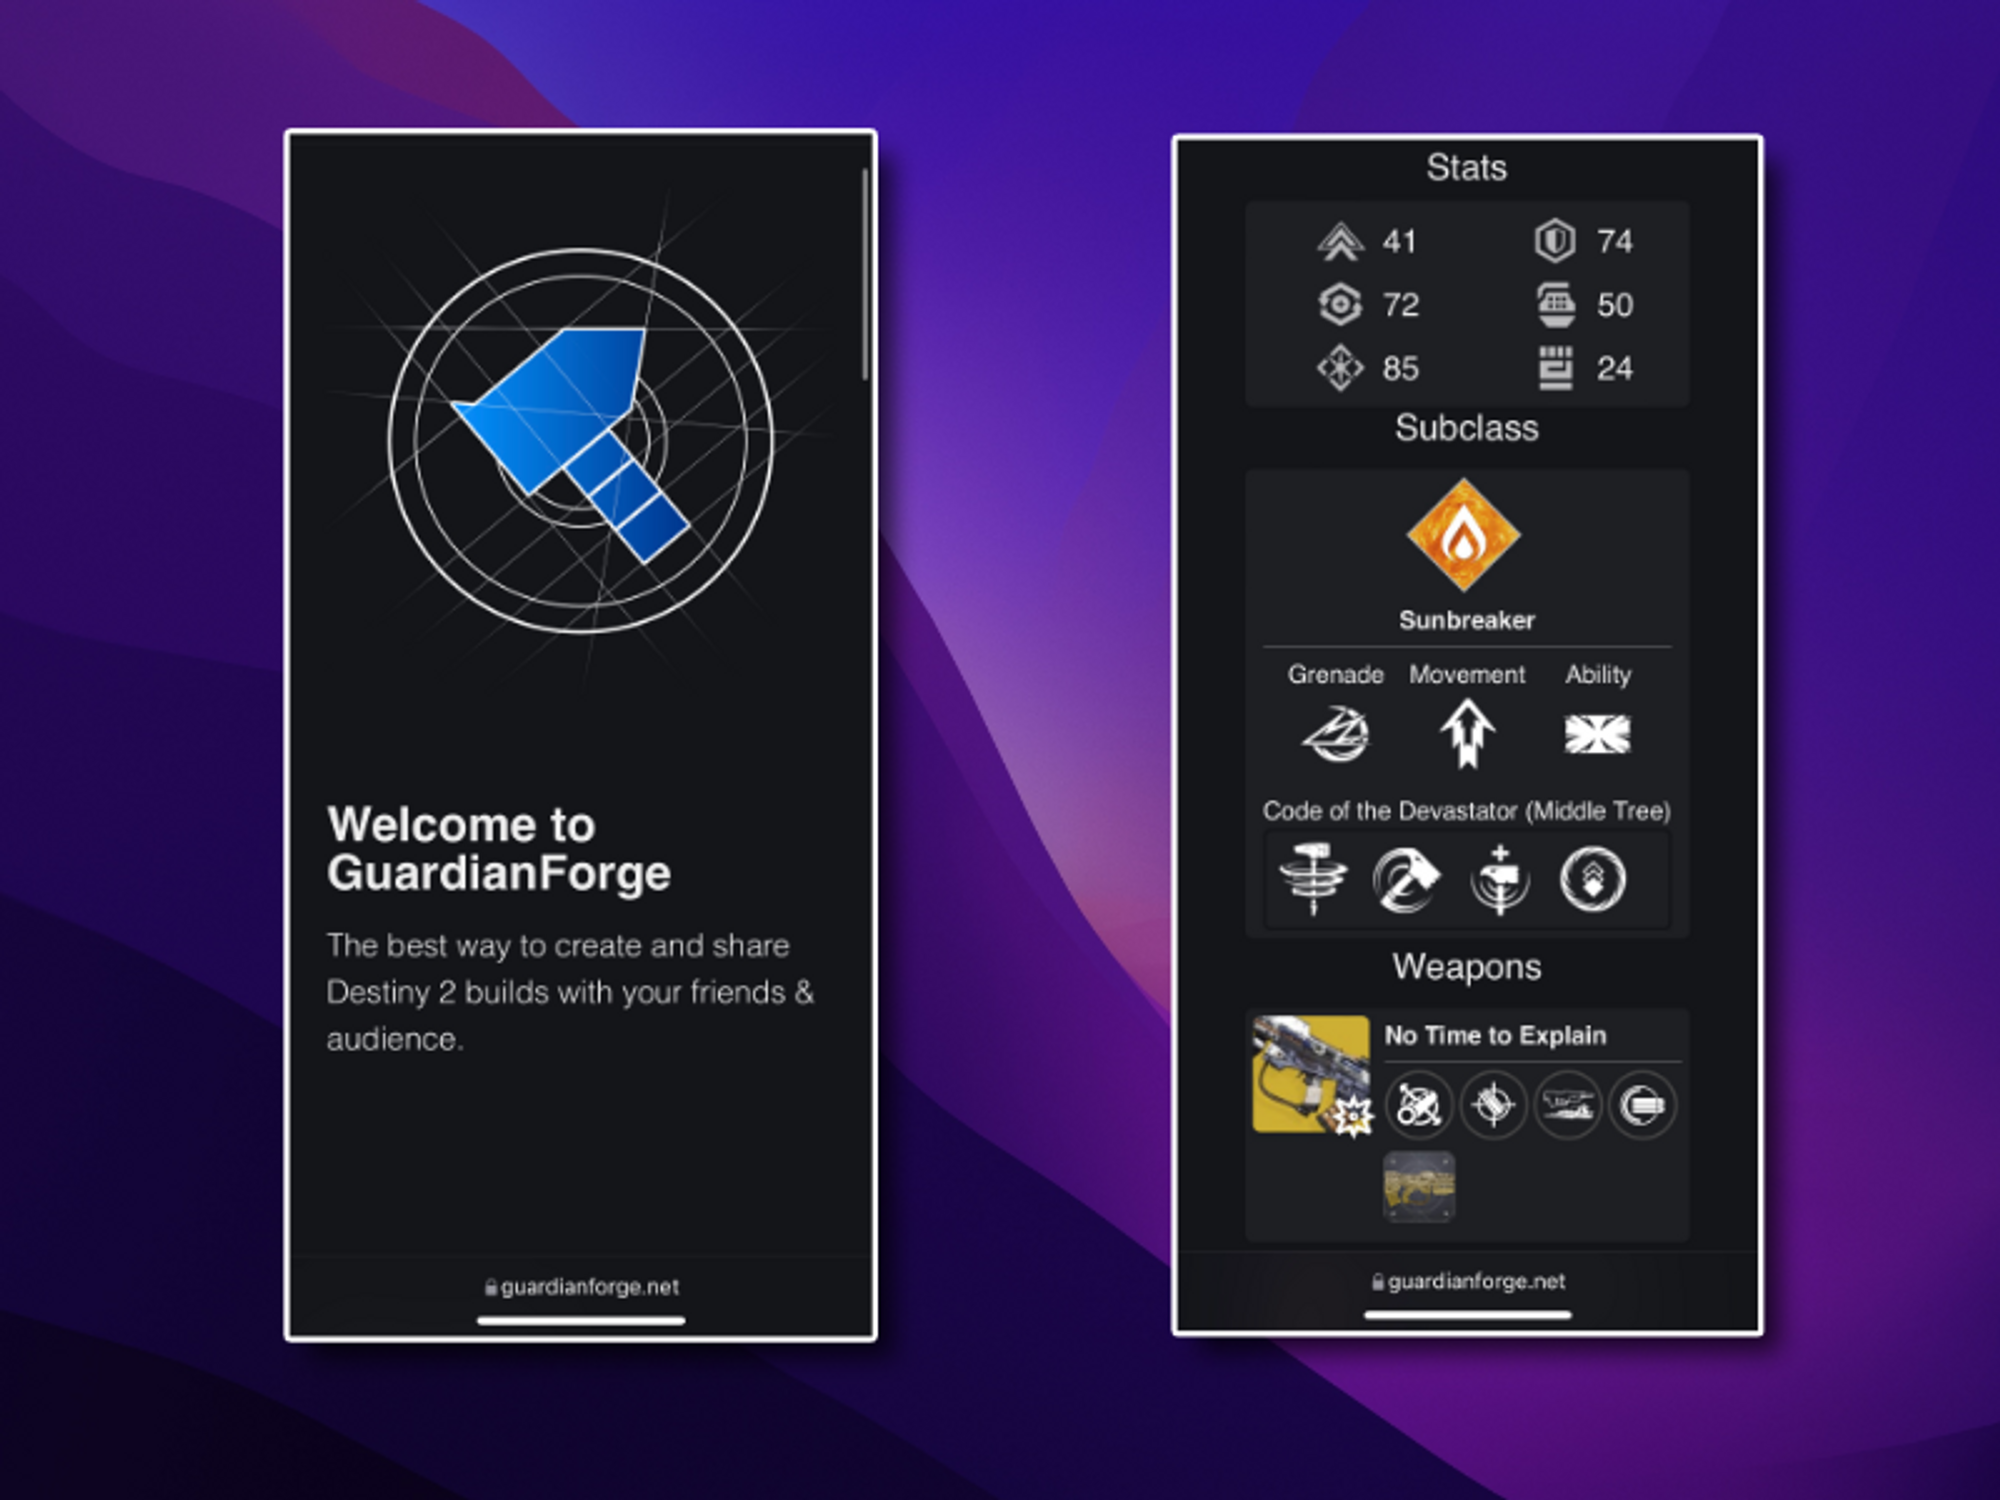 Welcome to
GuardianForge
The best way to create and share
Destiny 2 builds with your friends &
audience.
guardianforge.net
Stats
41 74
72 50
85 24
Subclass
Sunbreaker
Grenade Movement Ability
Code of the Devastator (Middle Tree)
Weapons
No Time to Explain
guardianforge.net